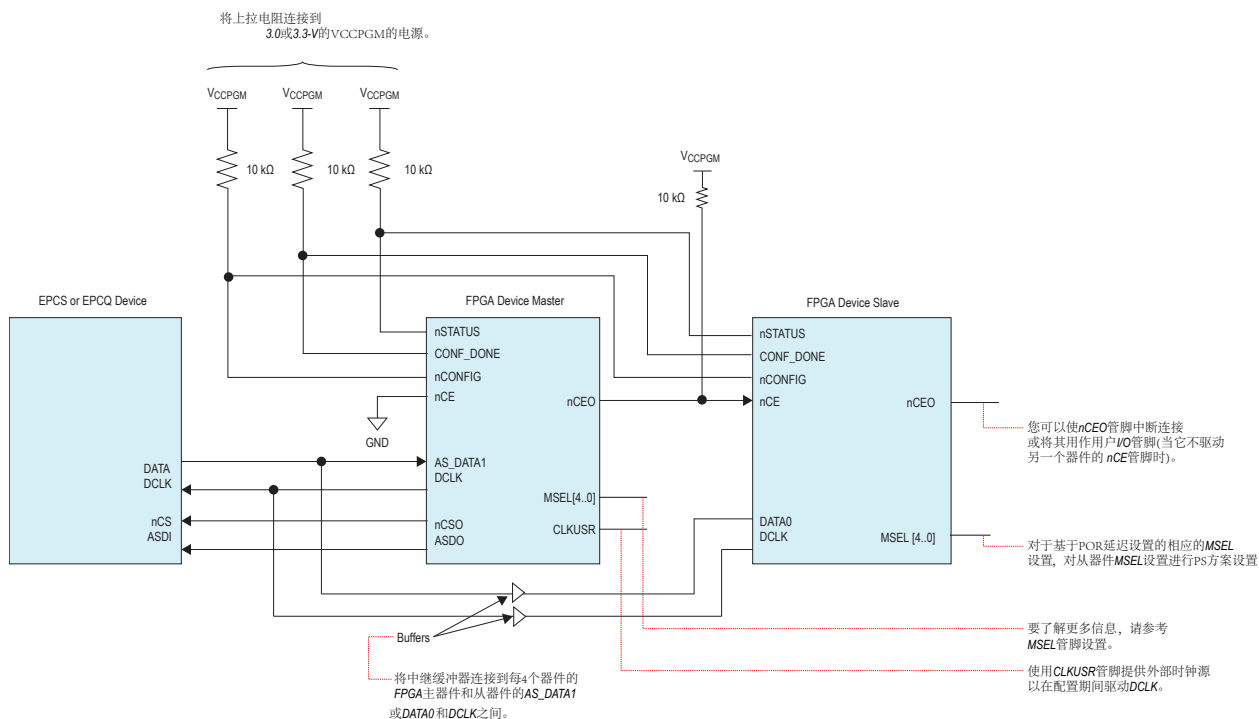 将上拉电阻连接到
3.0或3.3-V的VCCPGM的电源。
VCCPGM
VCCPGM
VCCPGM
10 kΩ
10 kΩ
10 kΩ
VCCPGM
10 kΩ
EPCS or EPCQ Device
DATA
DCLK
nCS
ASDI
FPGA Device Master
nSTATUS
CONF_DONE
nCONFIG
nCE
nCEO
GND
AS_DATA1
DCLK
MSEL[4..0]
nCSO
CLKUSR
ASDO
FPGA Device Slave
nSTATUS
CONF_DONE
nCONFIG
nCE
nCEO
DATA0
DCLK
MSEL [4..0]
您可以使nCEO管脚中断连接
或将其用作用户I/O管脚(当它不驱动
另一个器件的 nCE管脚时)。
对于基于POR延迟设置的相应的MSEL
设置，对从器件MSEL设置进行PS方案设置
Buffers
要了解更多信息，请参考
MSEL管脚设置。
使用CLKUSR管脚提供外部时钟源
以在配置期间驱动DCLK。
将中继缓冲器连接到每4个器件的
FPGA主器件和从器件的AS_DATA1
或DATA0和DCLK之间。